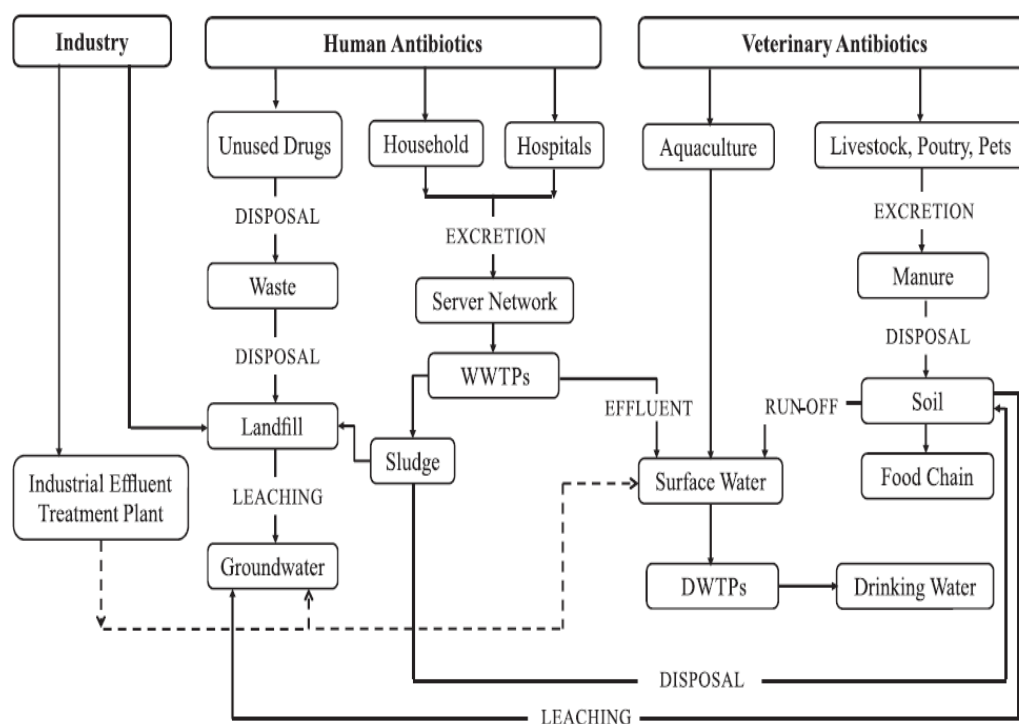 Industry
Human Antibiotics
Veterinary Antibiotics
Unused Drugs
Household
Hospitals
Aquaculture
Livestock, Poutry, Pets
DISPOSAL
EXCRETION
EXCRETION
Waste
Server Network
Manure
DISPOSAL
DISPOSAL
WWTPs
EFFLUENT
RUN-OFF
Soil
Landfill
Sludge
Industrial Effluent
Treatment Plant
LEACHING
Surface Water
Food Chain
Groundwater
DWTPs
Drinking Water
DISPOSAL
LEACHING